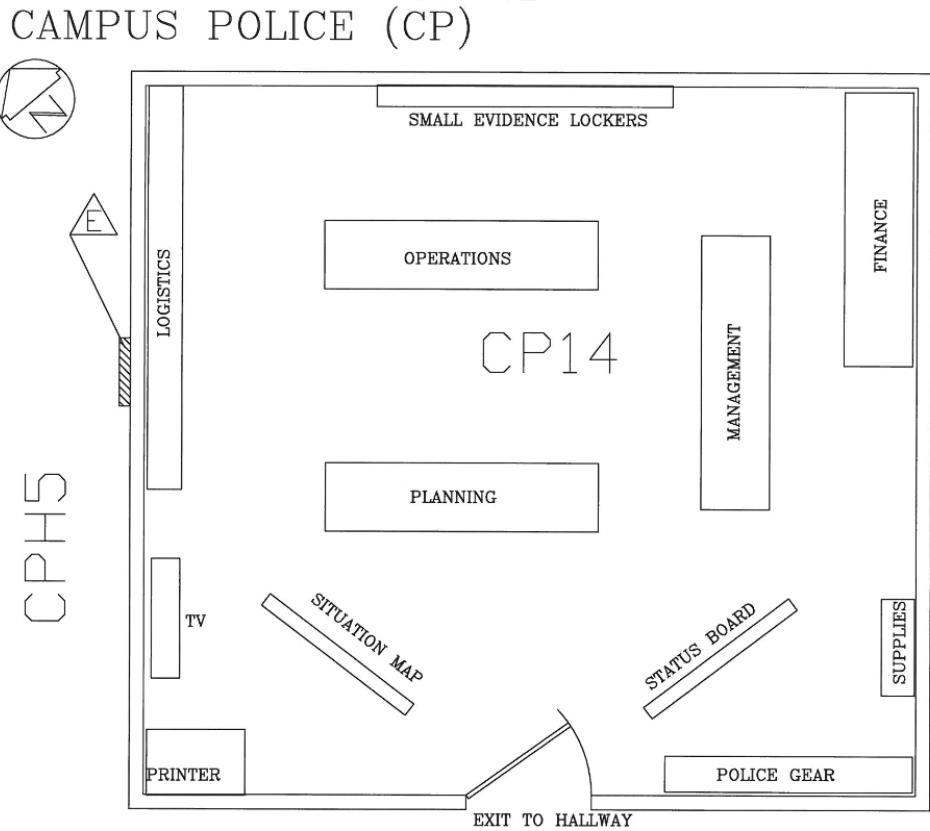 CAMPUS POLICE (CP)
N
SMALL EVIDENCE LOCKERS
E
LOGISTICS
OPERATIONS
FINANCE
CP14
MANAGEMENT
CPH5
PLANNING
TV
SITUATION MAP
STATUS BOARD
SUPPLIES
PRINTER
POLICE GEAR
EXIT TO HALLWAY